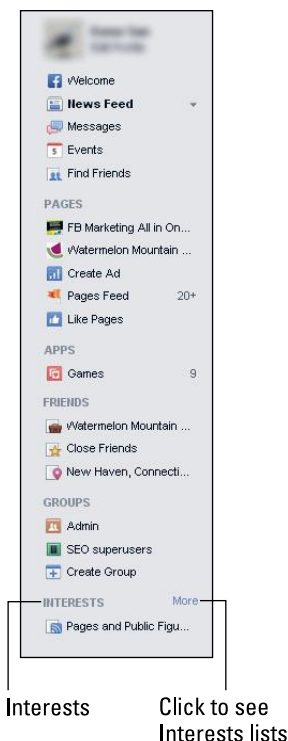 Welcome
News Feed
Messages
5 Events
Find Friends
PAGES
FB Marketing All in On...
Watermelon Mountain ...
Create Ad
Pages Feed 20+
Like Pages
APPS
Games 9
FRIENDS
Watermelon Mountain ...
Close Friends
New Haven, Connecti...
GROUPS
Admin
SEO superusers
Create Group
INTERESTS More
Pages and Public Figu...
Interests
Click to see
Interests lists